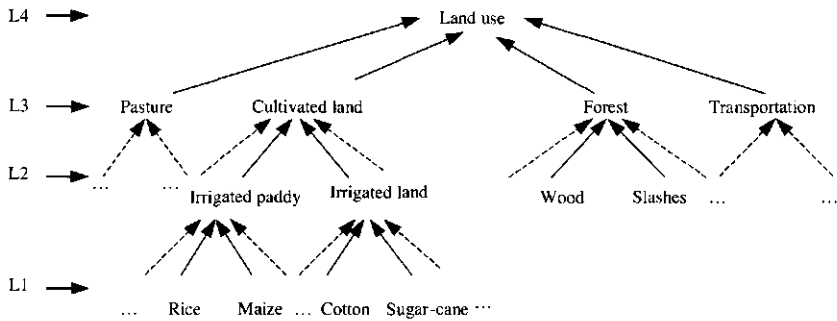 L4 Land use
L3 Pasture Cultivated land Forest Transportation
L2 ... ... Irrigated paddy Irrigated land Wood Slashes ... ...
L1 ... Rice Maize ... Cotton Sugar-cane ...